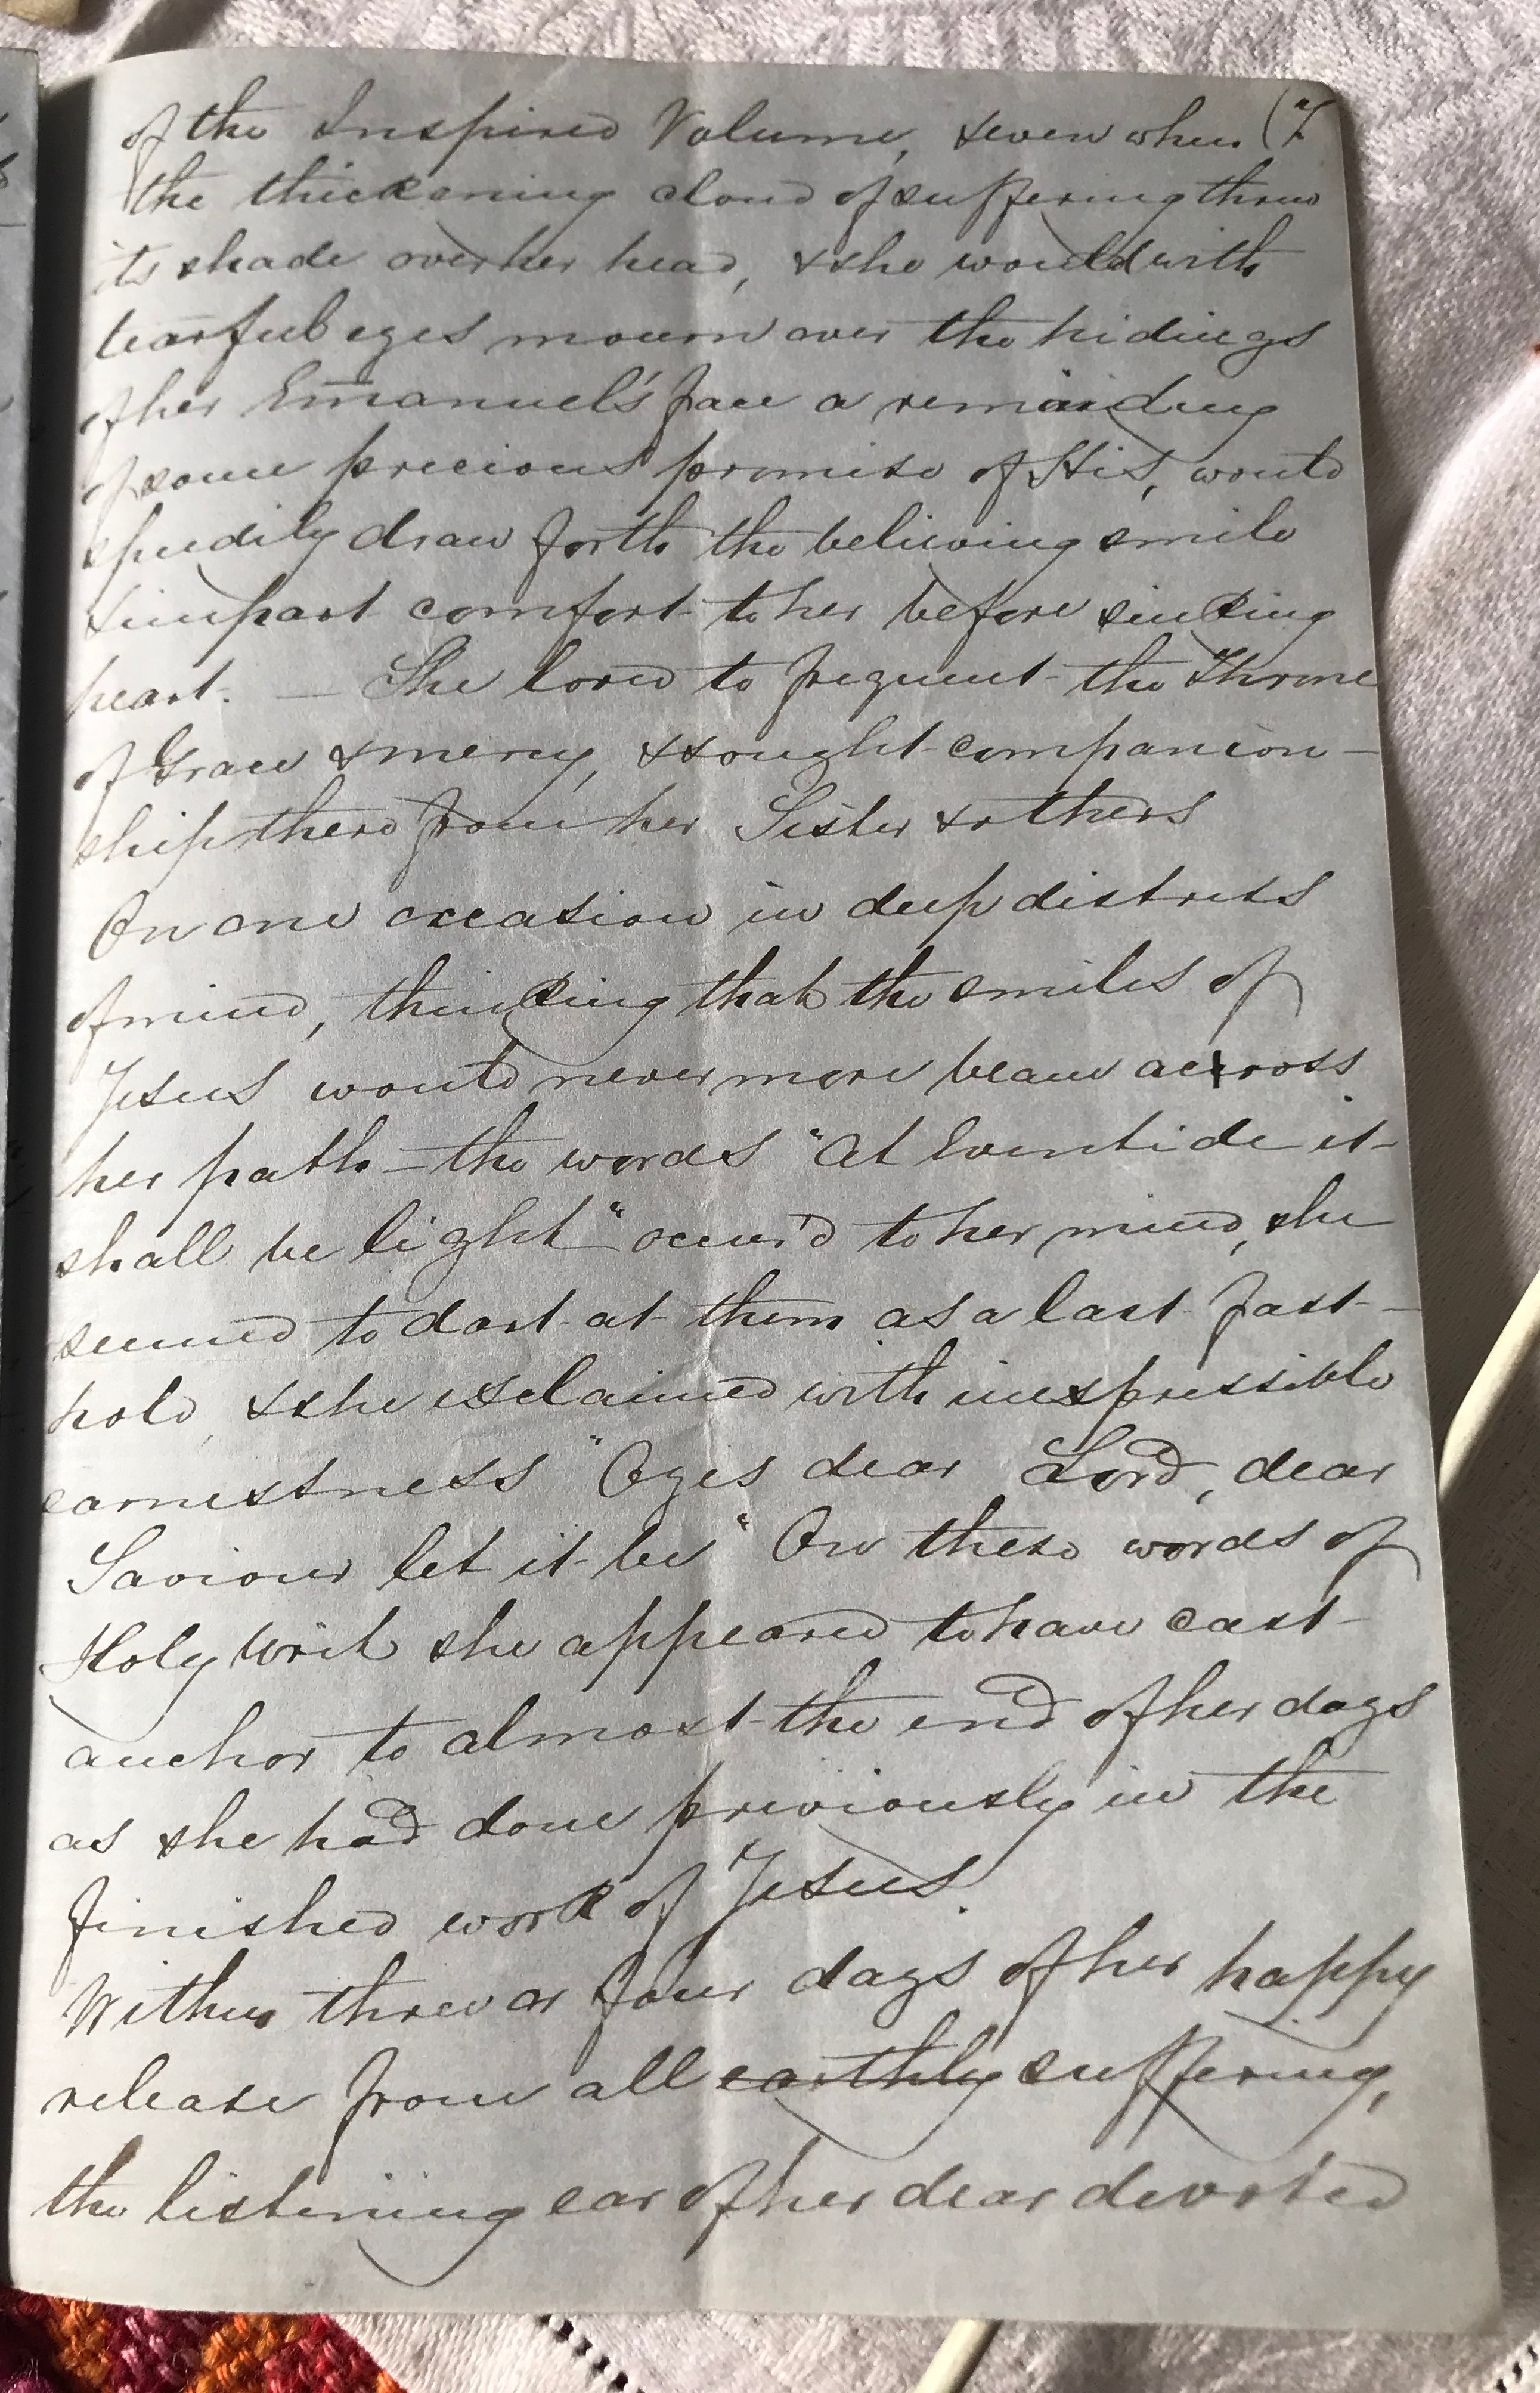 of the Inspired Volume, & even when (7
the thickening cloud of suffering threw
its shade over her head, & she would with
tearful eyes mourn over the hidings
of her Emanuel's face a reminding
of some precious promise of His, would
speedily draw forth the believing smile
& impart comfort to her before sinking
heart. — She loved to frequent the Throne
of Grace & mercy, & sought companion-
ship there from her Sister & others
On one occasion in deep distress
of mind, thinking that the smiles of
Jesus would never more beam across
her path — the words "At Eventide it
shall be light" occur'd to her mind, she
seemed to dart at them as a last fast-
hold, & she exclaimed with inexpressible
earnestness "O yes dear Lord, dear
Saviour let it be" On these words of
Holy Writ she appeared to have cast
anchor to almost the end of her days
as she had done previously in the
finished work of Jesus.
Within three or four days of her happy
release from all earthly suffering,
the listening ear of her dear devoted